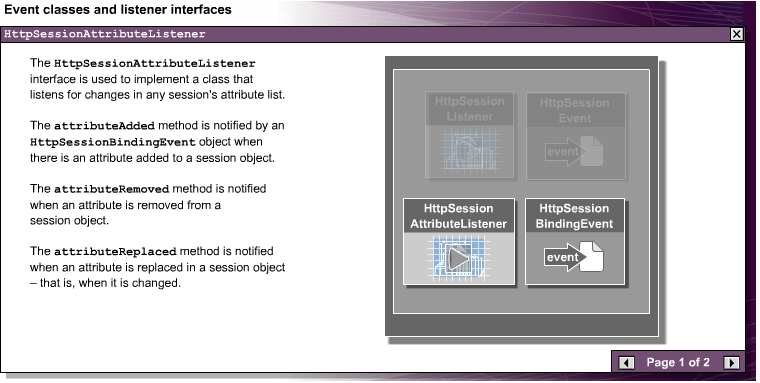 Event classes and listener interfaces
HttpSessionAttributeListener
The HttpSessionAttributeListener
interface is used to implement a class that
listens for changes in any session's attribute list.
The attributeAdded method is notified by an
HttpSessionBindingEvent object when
there is an attribute added to a session object.
The attributeRemoved method is notified
when an attribute is removed from a
session object.
The attributeReplaced method is notified
when an attribute is replaced in a session object
– that is, when it is changed.
HttpSession
Listener
HttpSession
Event
event
HttpSession
AttributeListener
HttpSession
BindingEvent
event
Page 1 of 2